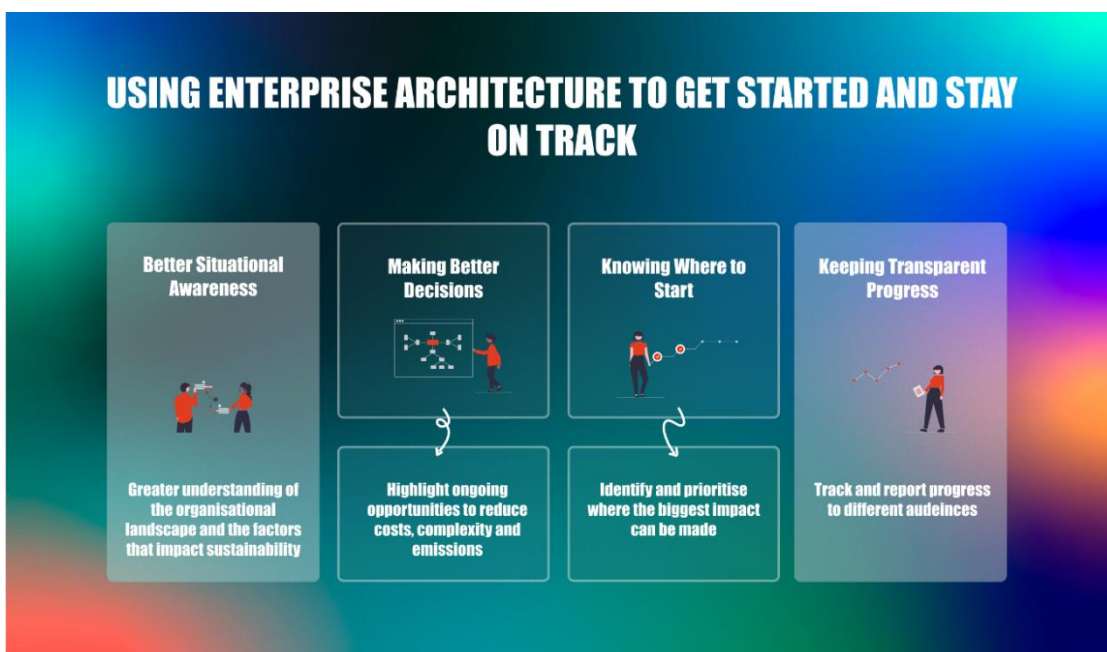 USING ENTERPRISE ARCHITECTURE TO GET STARTED AND STAY
ON TRACK
Better Situational
Awareness
Greater understanding of
the organisational
landscape and the factors
that impact sustainability
Making Better
Decisions
Highlight ongoing
opportunities to reduce
costs, complexity and
emissions
Knowing Where to
Start
Identify and prioritise
where the biggest impact
can be made
Keeping Transparent
Progress
Track and report progress
to different audeinces